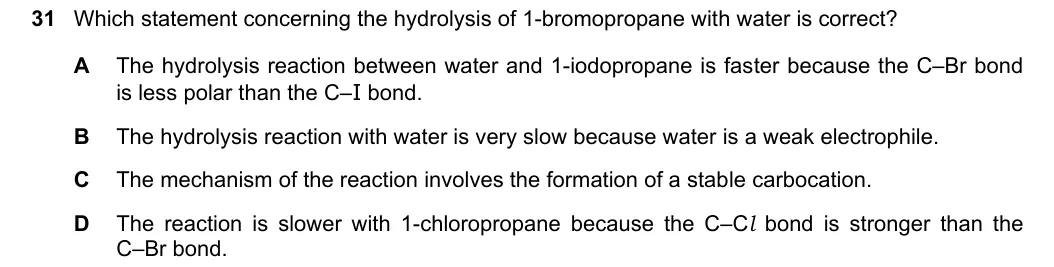 31 Which statement concerning the hydrolysis of 1-bromopropane with water is correct?
A The hydrolysis reaction between water and 1-iodopropane is faster because the C–Br bond
is less polar than the C–I bond.
B The hydrolysis reaction with water is very slow because water is a weak electrophile.
C The mechanism of the reaction involves the formation of a stable carbocation.
D The reaction is slower with 1-chloropropane because the C–Cl bond is stronger than the
C–Br bond.